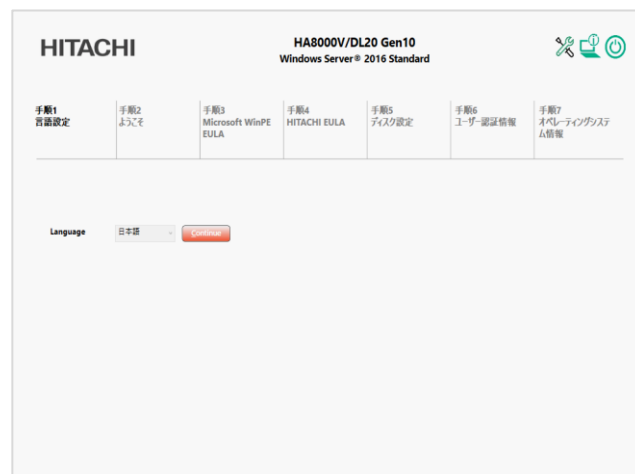 HITACHI
HA8000V/DL20 Gen10
Windows Server® 2016 Standard
手順1
言語設定
手順2
ようこそ
手順3
Microsoft WinPE
EULA
手順4
HITACHI EULA
手順5
ディスク設定
手順6
ユーザー認証情報
手順7
オペレーティングシステ
ム情報
Language
日本語
Continue